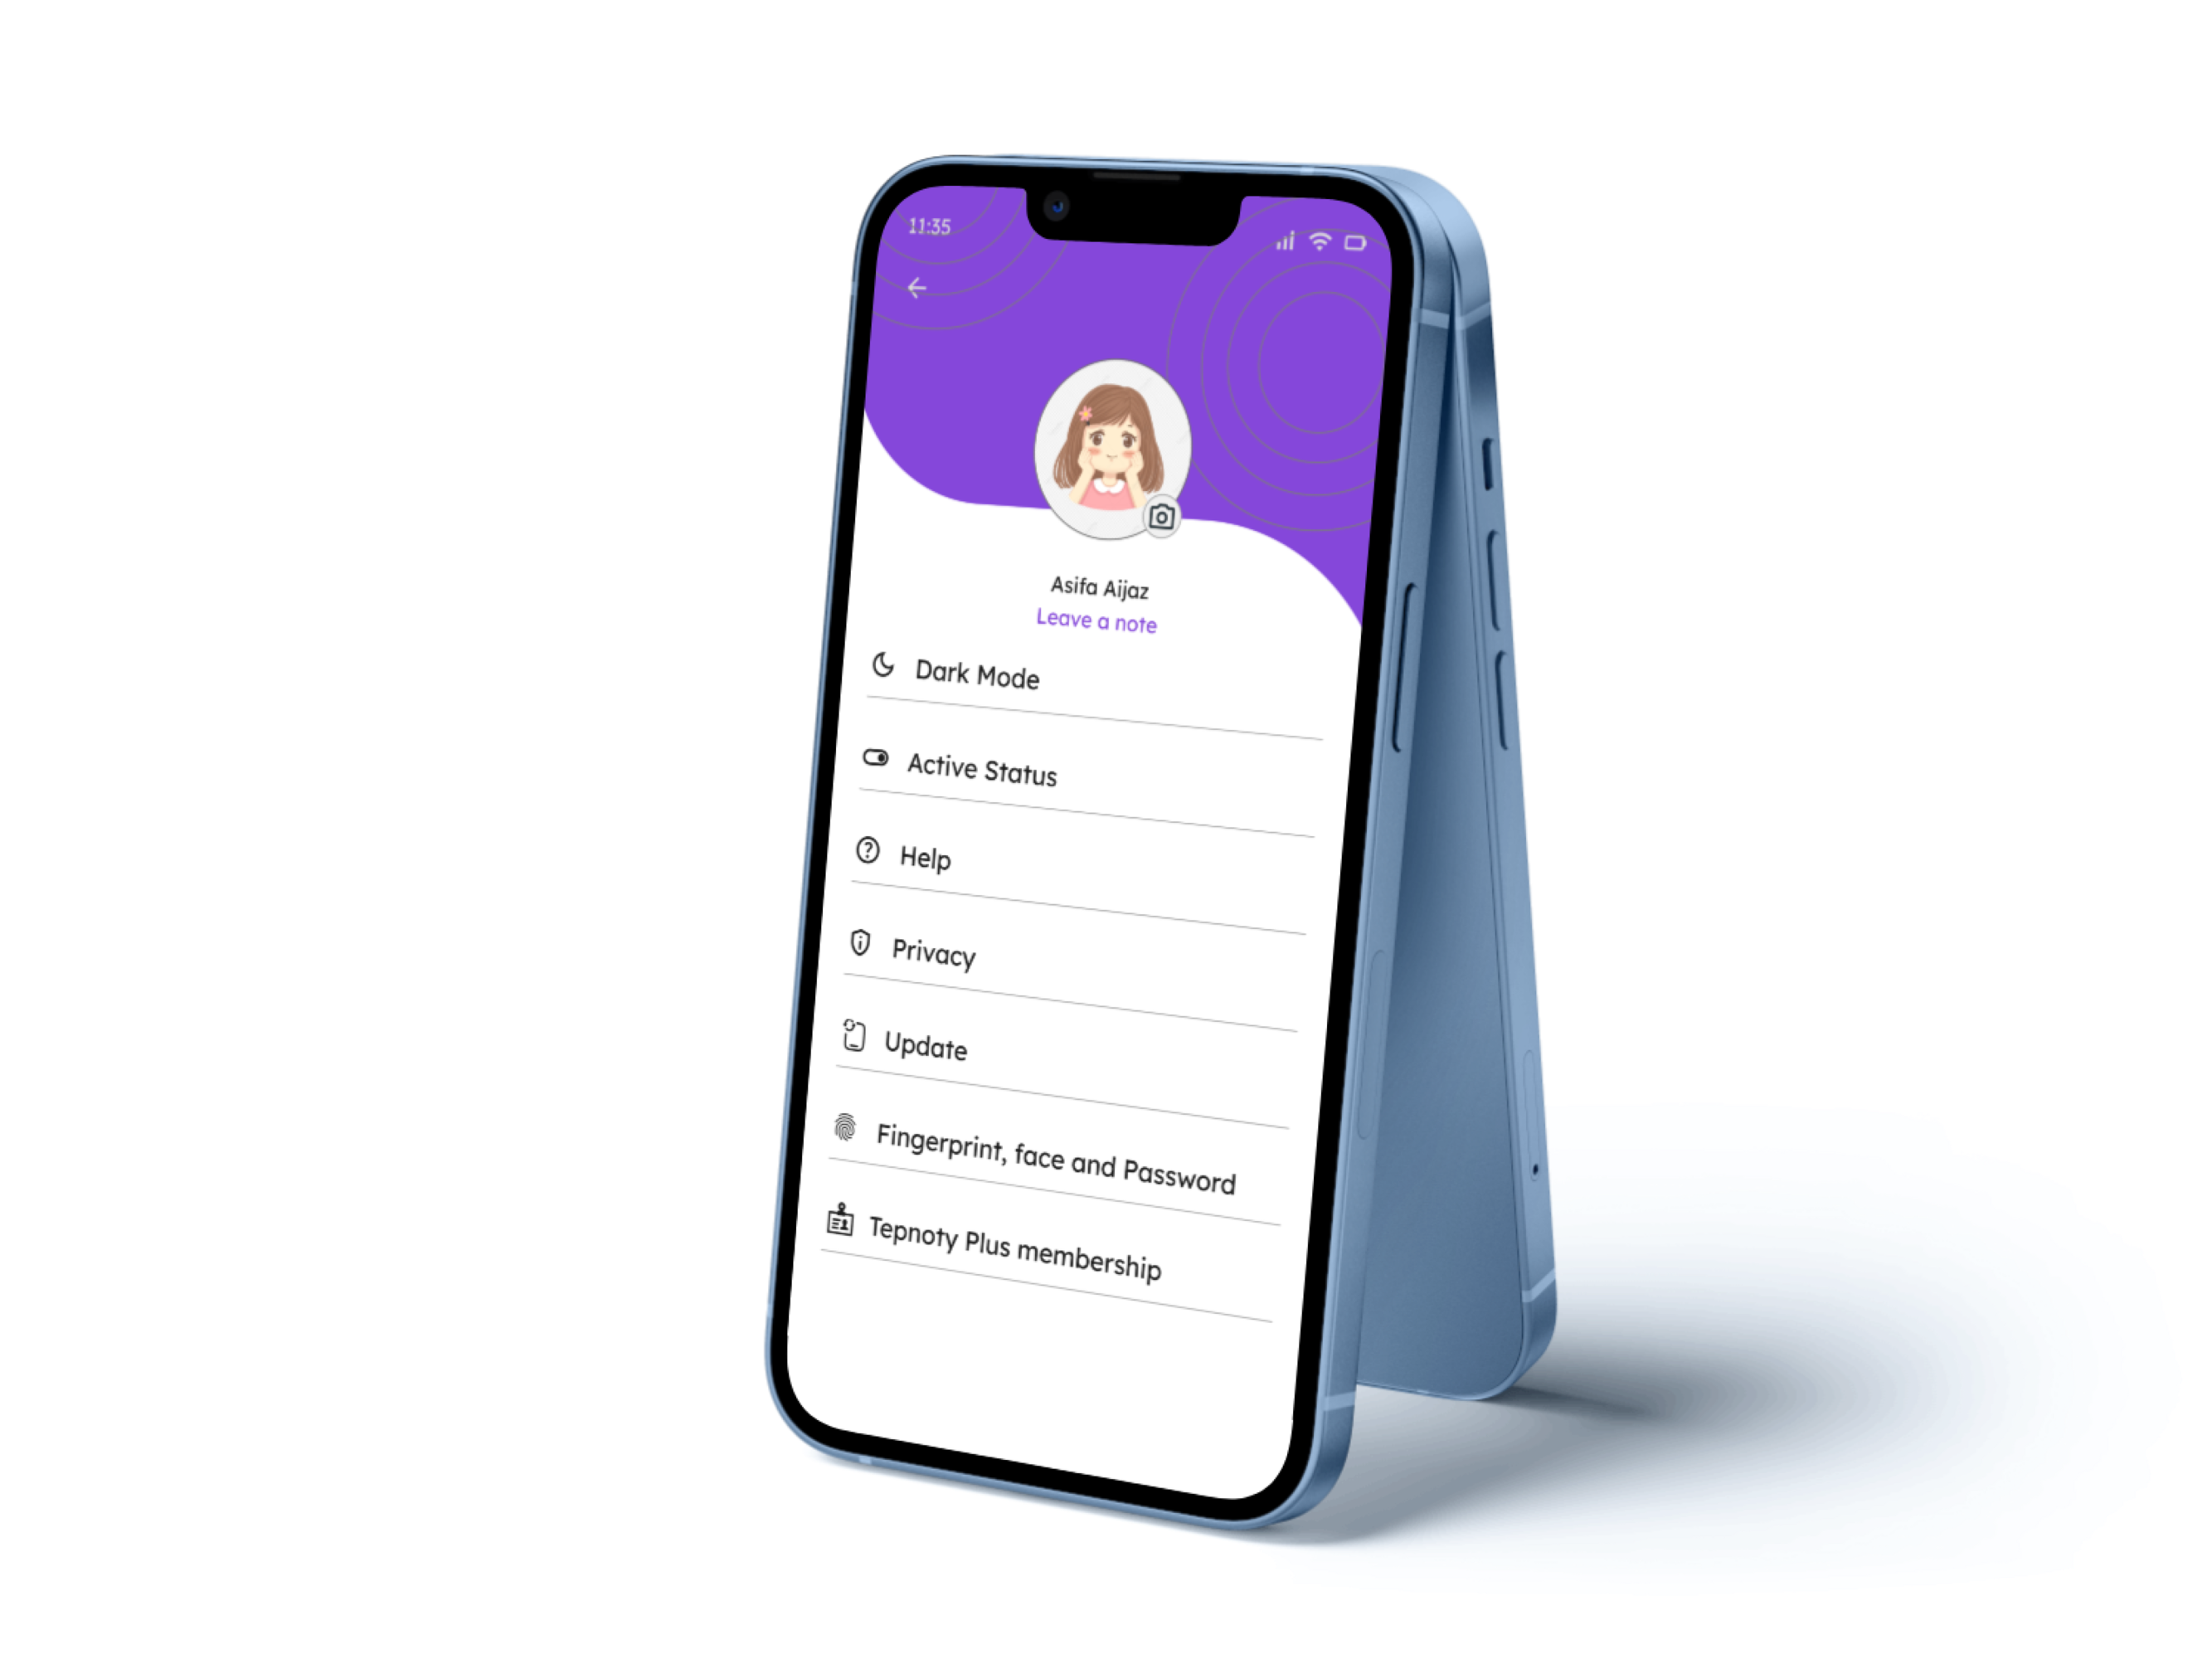 11:35
Asifa Aijaz
Leave a note
Dark Mode
Active Status
Help
Privacy
Update
Fingerprint, face and Password
Tepnoty Plus membership